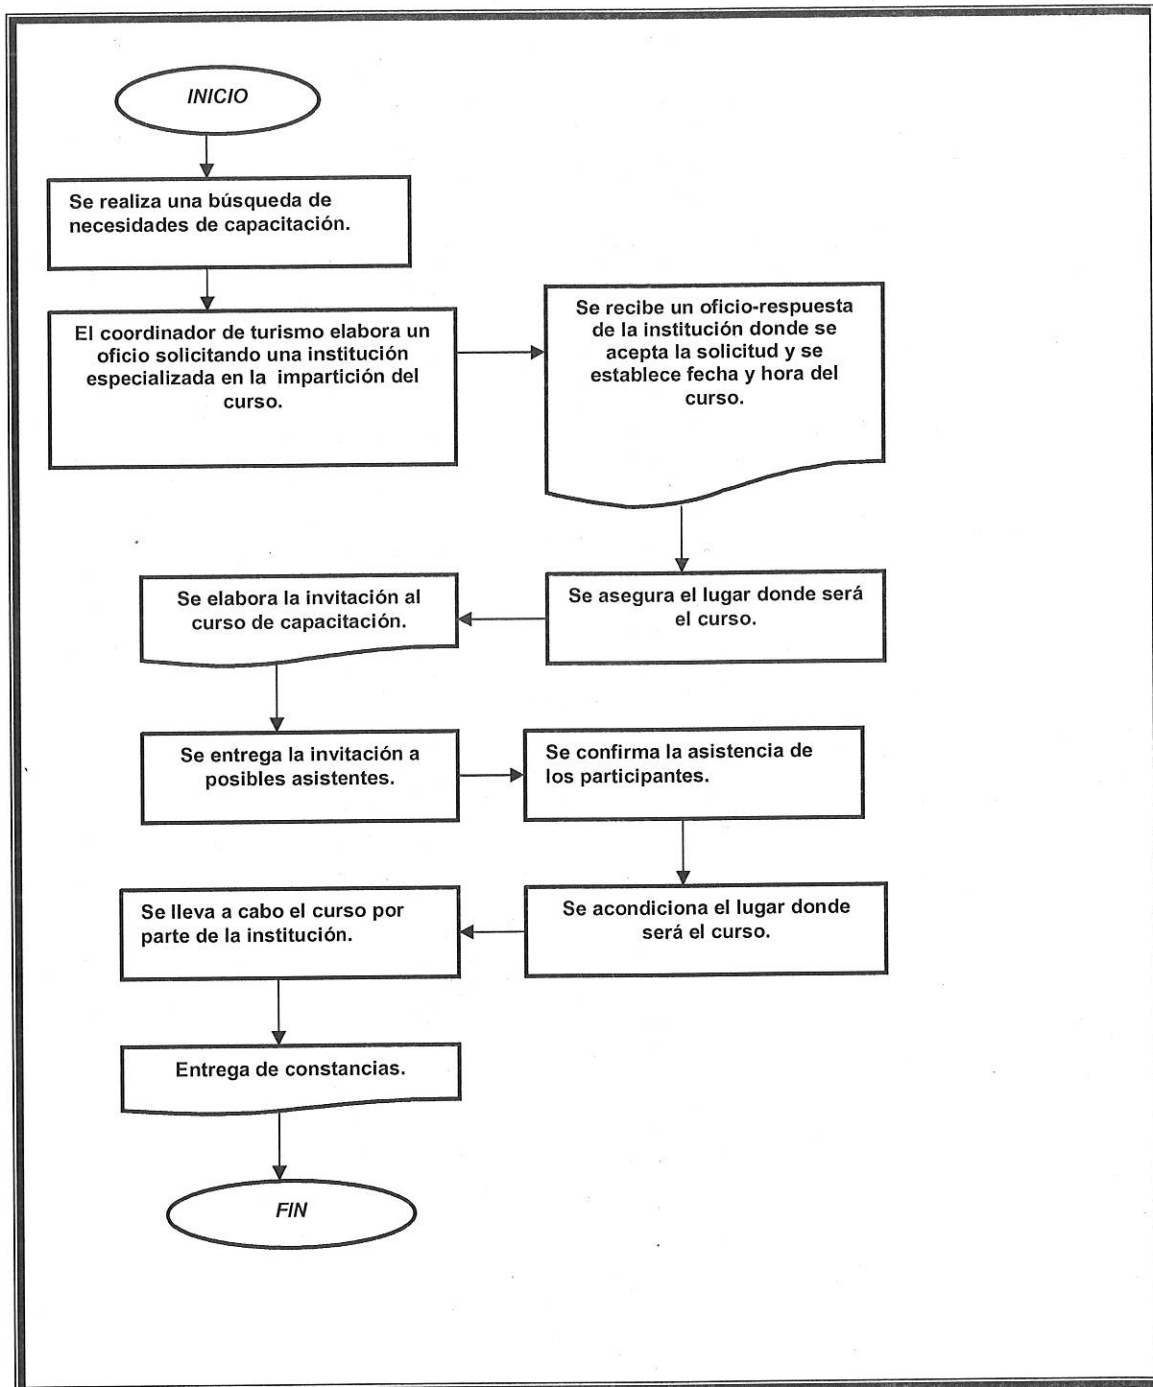 INICIO
Se realiza una búsqueda de
necesidades de capacitación.
El coordinador de turismo elabora un
oficio solicitando una institución
especializada en la impartición del
curso.
Se recibe un oficio-respuesta
de la institución donde se
acepta la solicitud y se
establece fecha y hora del
curso.
Se asegura el lugar donde será
el curso.
Se elabora la invitación al
curso de capacitación.
Se entrega la invitación a
posibles asistentes.
Se confirma la asistencia de
los participantes.
Se acondiciona el lugar donde
será el curso.
Se lleva a cabo el curso por
parte de la institución.
Entrega de constancias.
FIN